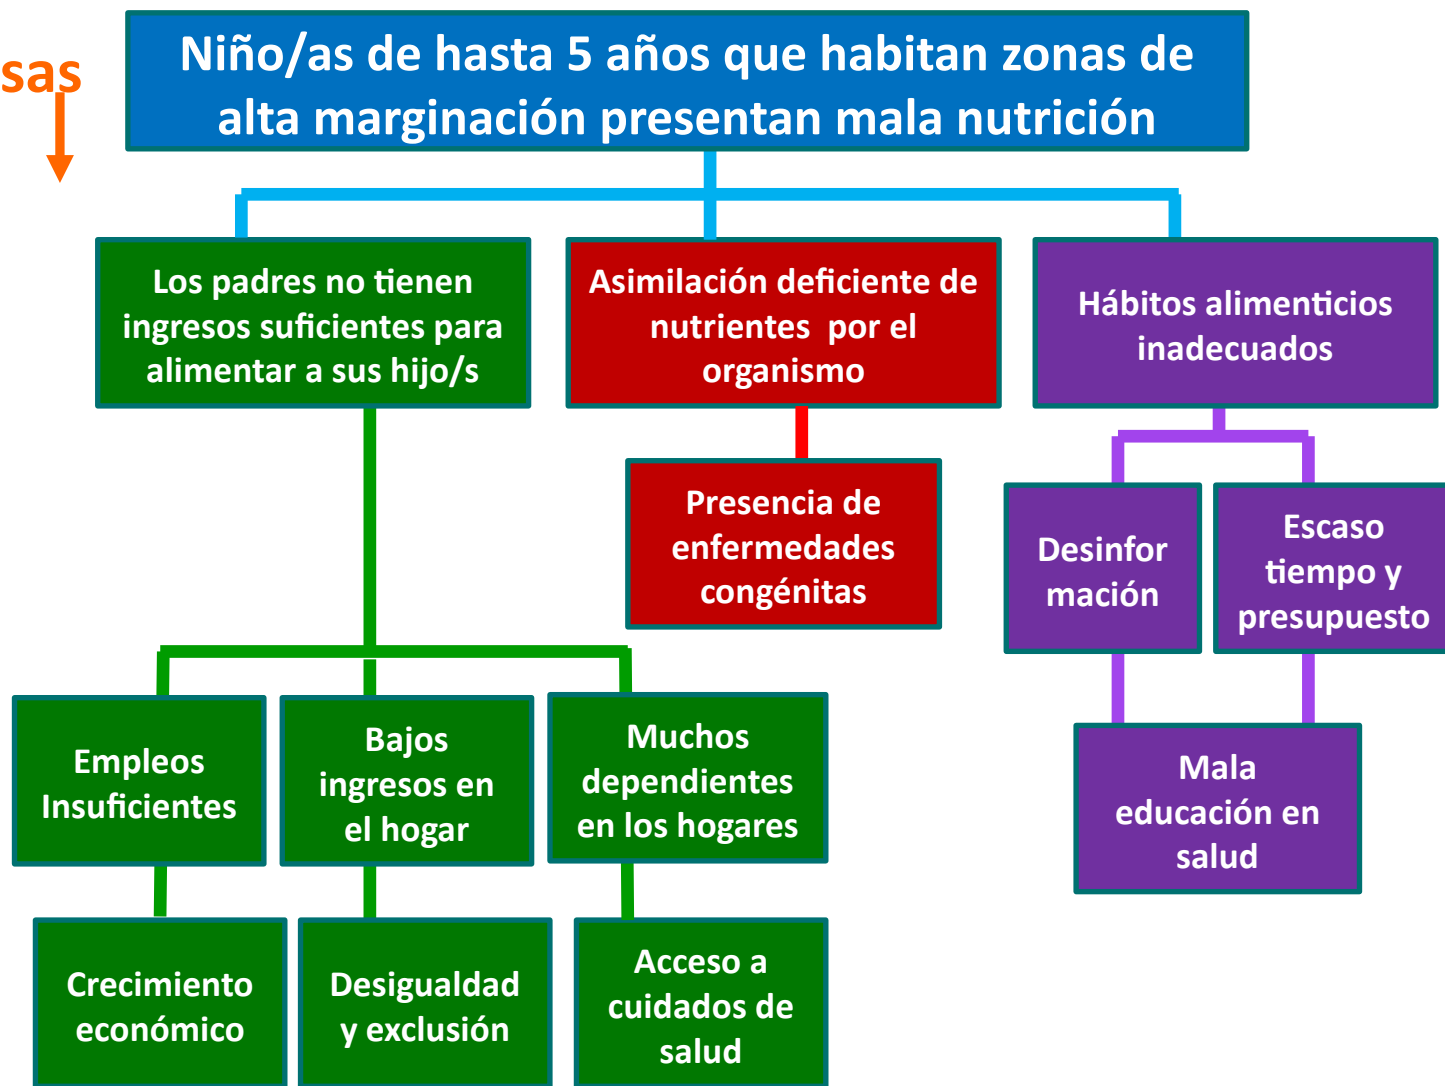 sas
Niño/as de hasta 5 años que habitan zonas de
alta marginación presentan mala nutrición
Los padres no tienen
ingresos suficientes para
alimentar a sus hijo/s
Asimilación deficiente de
nutrientes por el
organismo
Hábitos alimenticios
inadecuados
Presencia de
enfermedades
congénitas
Desinfor
mación
Escaso
tiempo y
presupuesto
Empleos
Insuficientes
Bajos
ingresos en
el hogar
Muchos
dependientes
en los hogares
Mala
educación en
salud
Crecimiento
económico
Desigualdad
y exclusión
Acceso a
cuidados de
salud